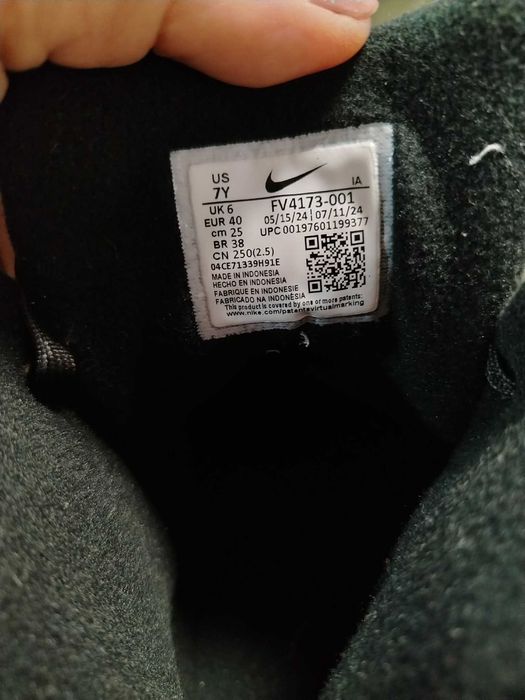 US
7Y
IA
UK 6
FV4173-001
EUR 40
05/15/24 07/11/24
cm 25
UPC 00197601199377
BR 38
CN 250(2.5)
04CE71339H91E
MADE IN INDONESIA
HECHO EN INDONESIA
FABRIQUE EN INDONESIE
FABRICADO NA INDONÉSIA
This product is covered by one or more patents:
www.nike.com/patentsvirtualmarking